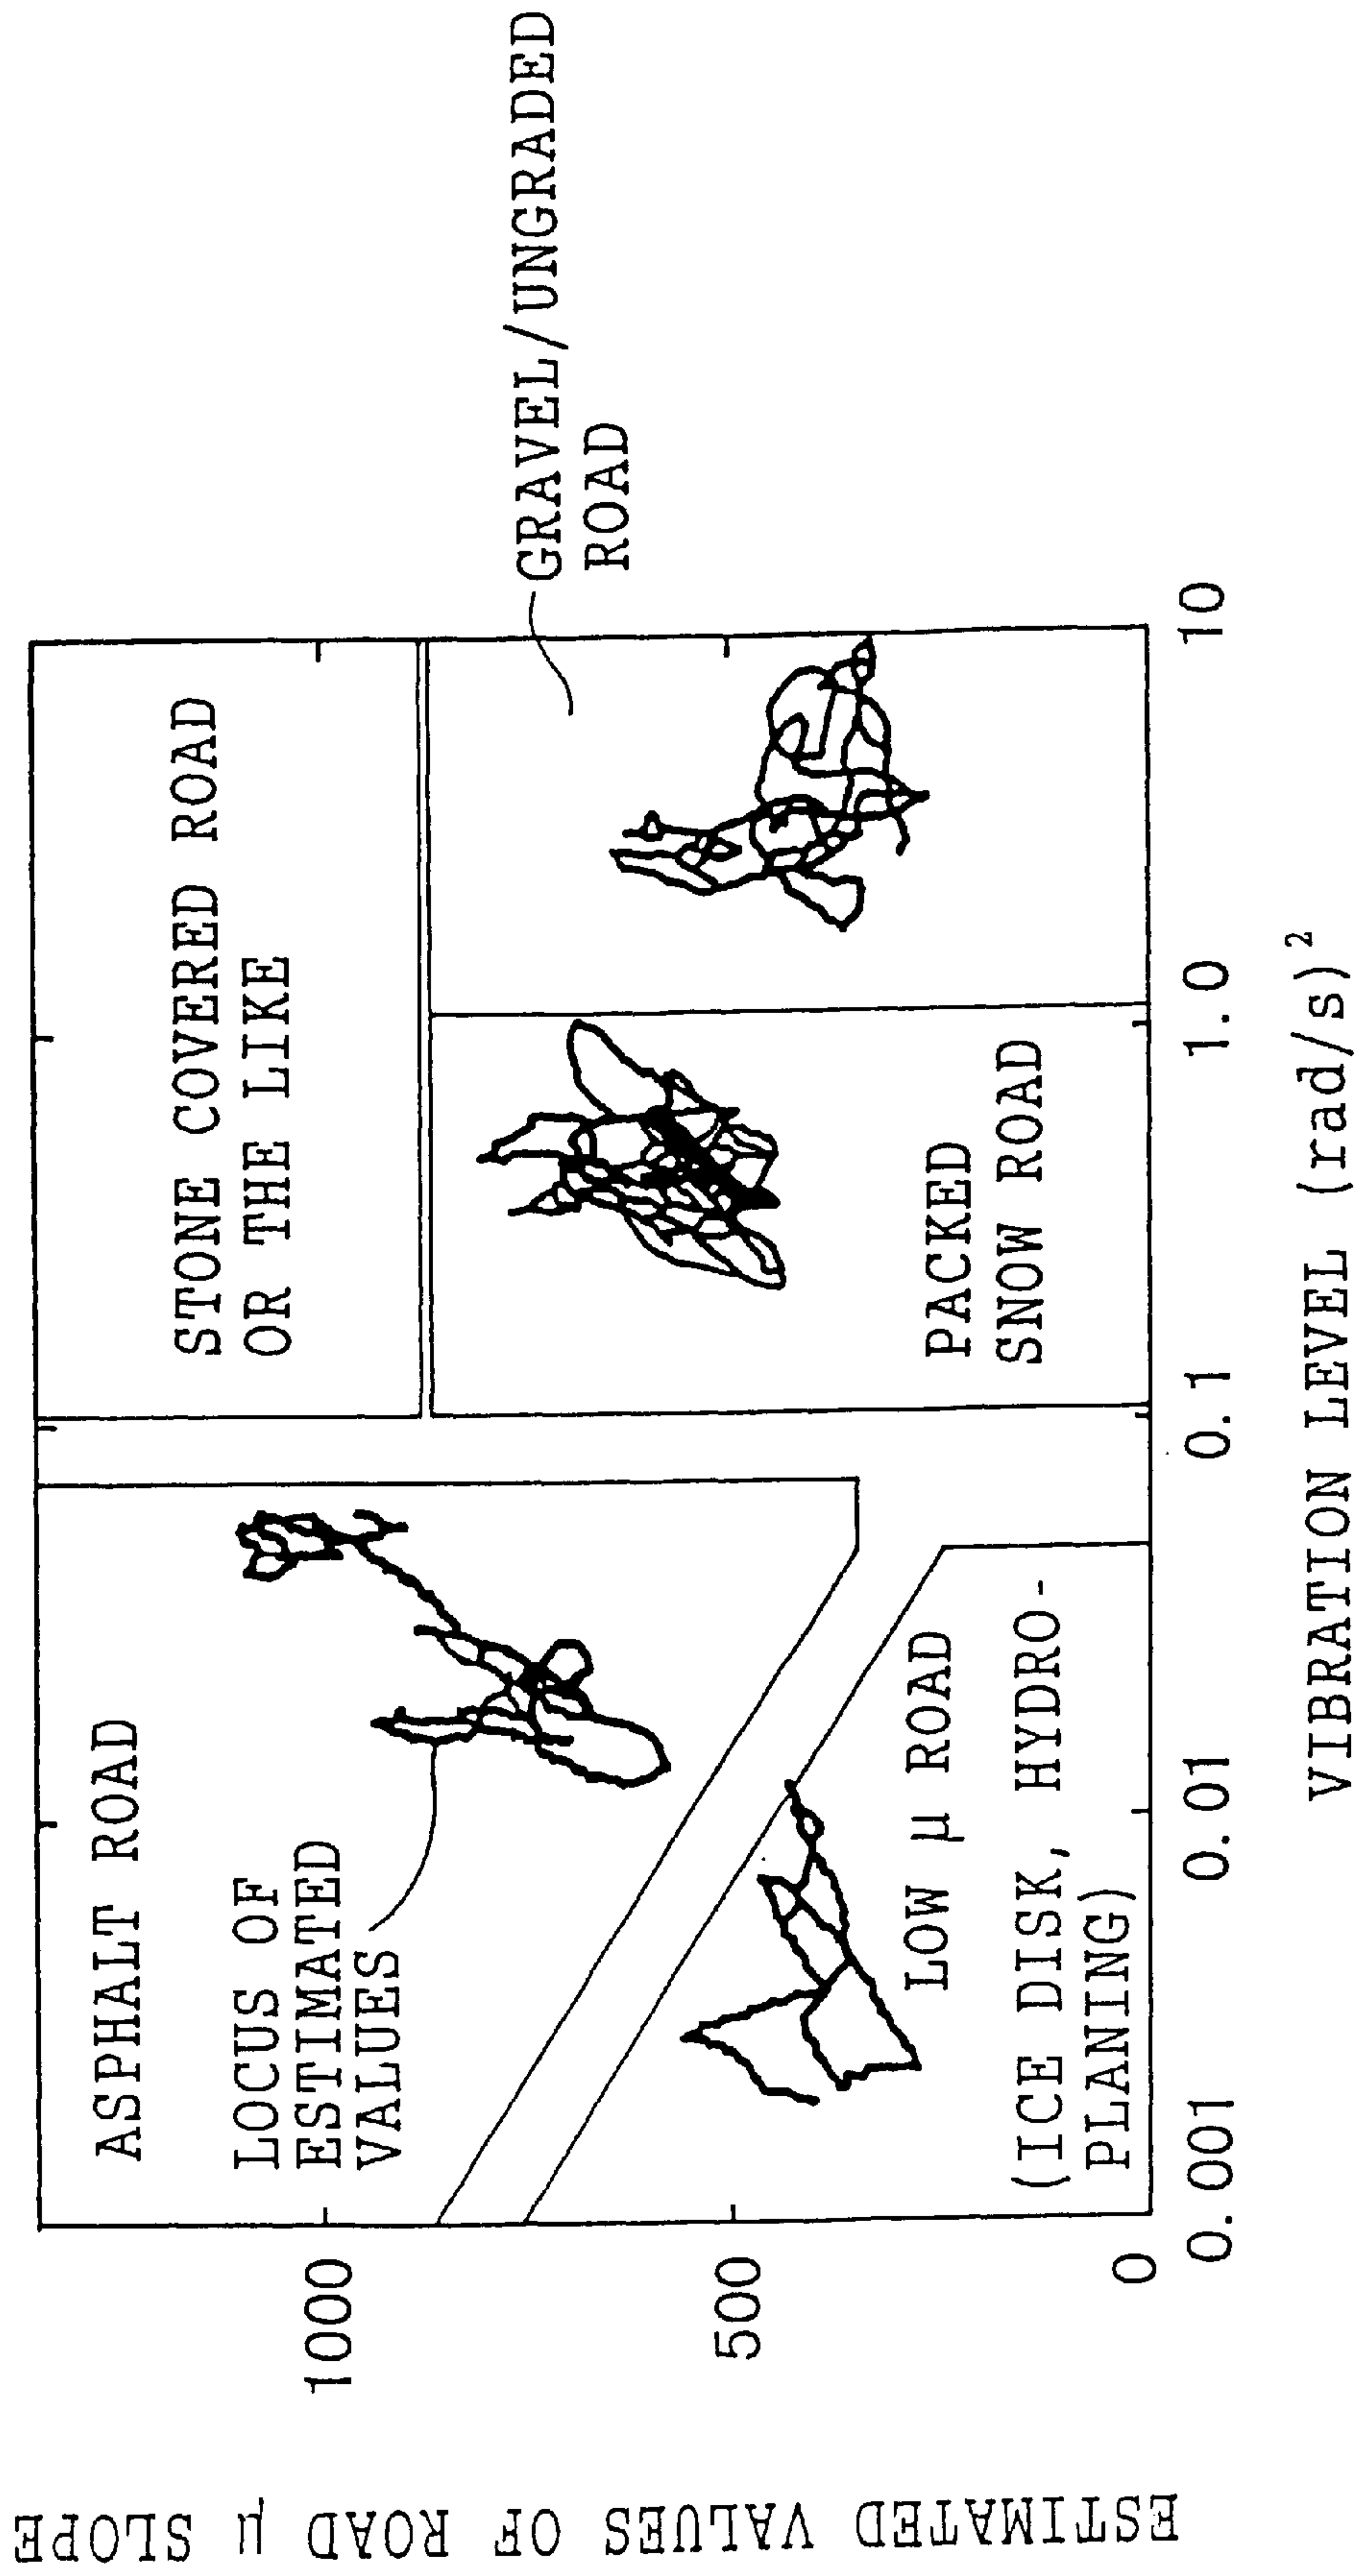 ESTIMATED VALUES OF ROAD μ SLOPE
1000
500
0
ASPHALT ROAD
LOCUS OF
ESTIMATED
VALUES
LOW μ ROAD
(ICE DISK, HYDRO-
PLANING)
STONE COVERED ROAD
OR THE LIKE
PACKED
SNOW ROAD
GRAVEL/UNGRADED
ROAD
0.001
0.01
0.1
1.0
10
VIBRATION LEVEL (rad/s)²